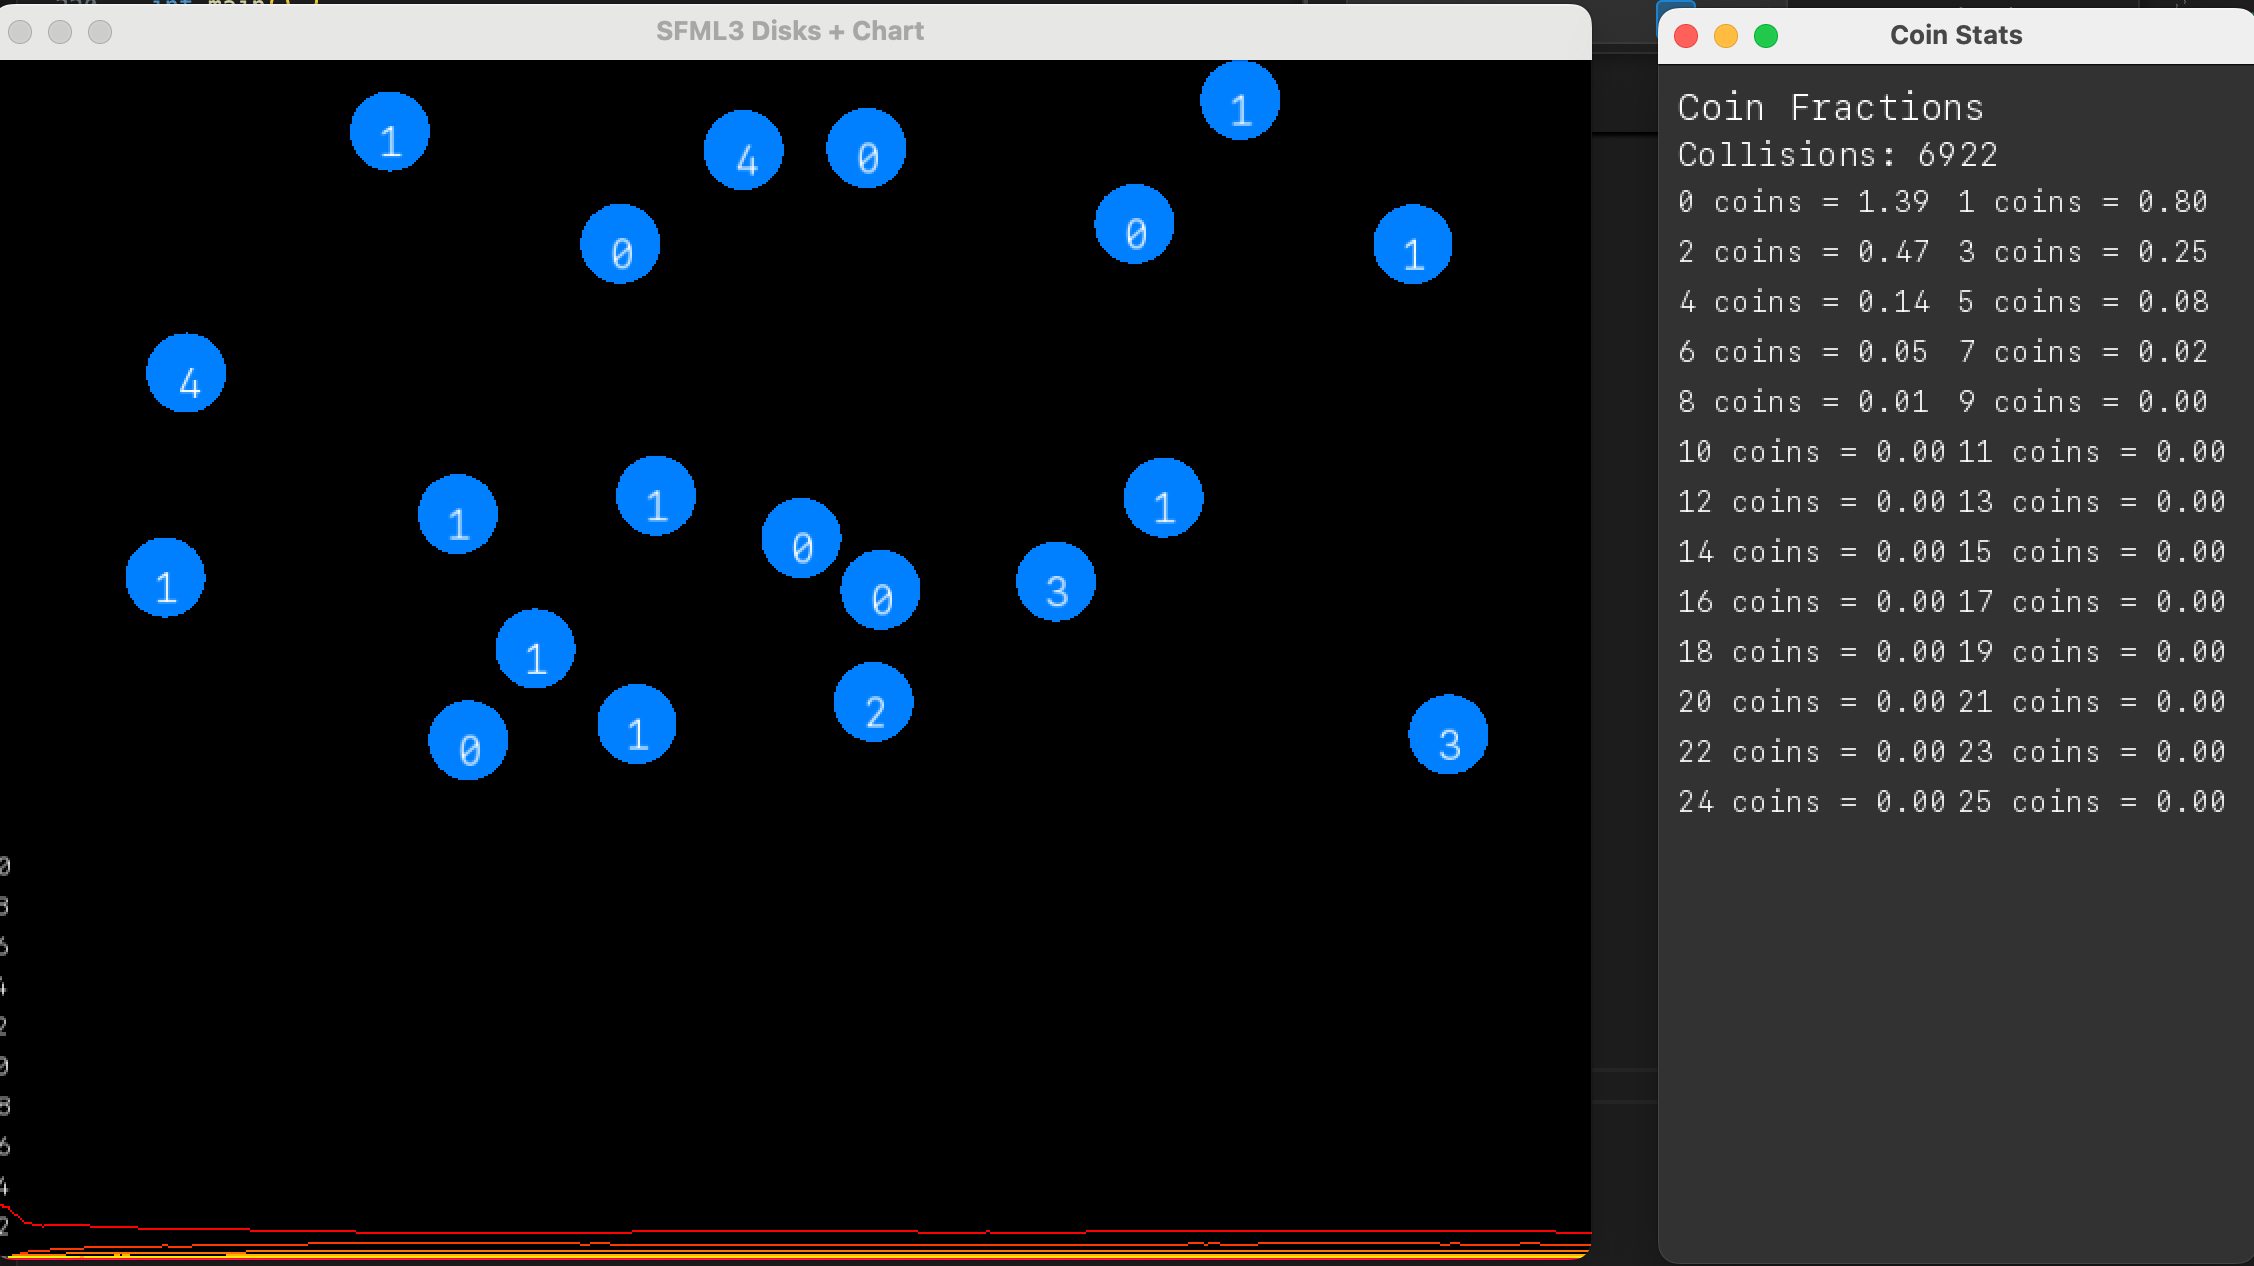 int main() {
SFML3 Disks + Chart
Coin Stats
1
1
4
0
0
0
1
4
1
1
0
1
0
3
1
1
2
0
1
3
0
8
6
4
2
0
8
6
4
2
Coin Fractions
Collisions: 6922
0 coins = 1.39 1 coins = 0.80
2 coins = 0.47 3 coins = 0.25
4 coins = 0.14 5 coins = 0.08
6 coins = 0.05 7 coins = 0.02
8 coins = 0.01 9 coins = 0.00
10 coins = 0.00 11 coins = 0.00
12 coins = 0.00 13 coins = 0.00
14 coins = 0.00 15 coins = 0.00
16 coins = 0.00 17 coins = 0.00
18 coins = 0.00 19 coins = 0.00
20 coins = 0.00 21 coins = 0.00
22 coins = 0.00 23 coins = 0.00
24 coins = 0.00 25 coins = 0.00